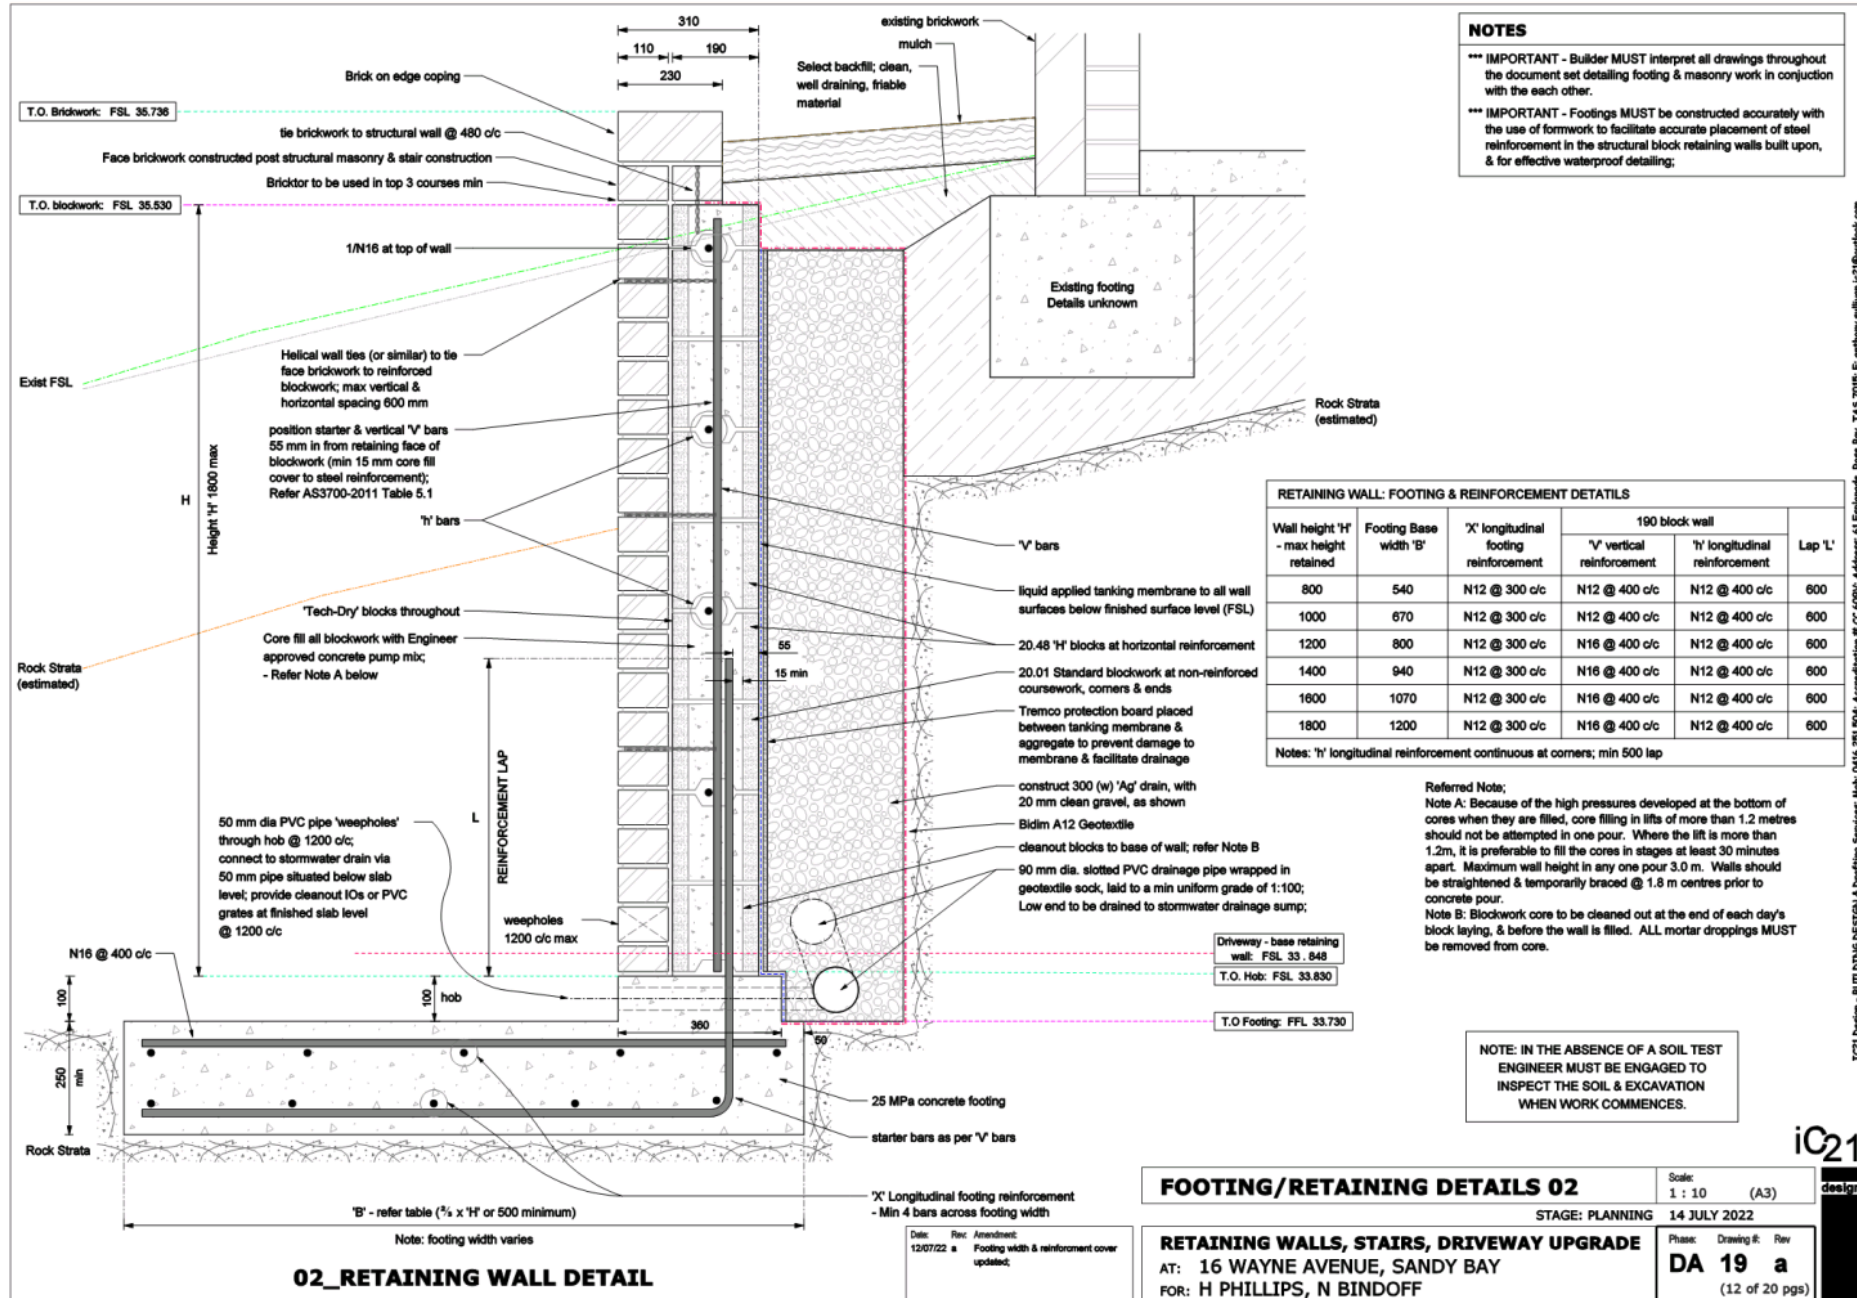 310
110
190
230
existing brickwork
mulch
Select backfill; clean,
well draining, friable
material
Brick on edge coping
T.O. Brickwork: FSL 35.736
tie brickwork to structural wall @ 480 c/c
Face brickwork constructed post structural masonry & stair construction
Bricktor to be used in top 3 courses min
T.O. blockwork: FSL 35.530
1/N16 at top of wall
Existing footing
Details unknown
Exist FSL
Helical wall ties (or similar) to tie
face brickwork to reinforced
blockwork; max vertical &
horizontal spacing 600 mm
position starter & vertical 'V' bars
55 mm in from retaining face of
blockwork (min 15 mm core fill
cover to steel reinforcement);
Refer AS3700-2011 Table 5.1
H
Height 'H' 1800 max
'h' bars
Rock Strata
(estimated)
'V' bars
liquid applied tanking membrane to all wall
surfaces below finished surface level (FSL)
'Tech-Dry' blocks throughout
Core fill all blockwork with Engineer
approved concrete pump mix;
- Refer Note A below
Rock Strata
(estimated)
55
15 min
20.48 'H' blocks at horizontal reinforcement
20.01 Standard blockwork at non-reinforced
coursework, corners & ends
Tremco protection board placed
between tanking membrane &
aggregate to prevent damage to
membrane & facilitate drainage
construct 300 (w) 'Ag' drain, with
20 mm clean gravel, as shown
Bidim A12 Geotextile
cleanout blocks to base of wall; refer Note B
90 mm dia. slotted PVC drainage pipe wrapped in
geotextile sock, laid to a min uniform grade of 1:100;
Low end to be drained to stormwater drainage sump;
L
REINFORCEMENT LAP
50 mm dia PVC pipe 'weepholes'
through hob @ 1200 c/c;
connect to stormwater drain via
50 mm pipe situated below slab
level; provide cleanout IOs or PVC
grates at finished slab level
@ 1200 c/c
weepholes
1200 c/c max
N16 @ 400 c/c
Driveway - base retaining
wall: FSL 33 . 848
T.O. Hob: FSL 33.830
T.O Footing: FFL 33.730
100
100
hob
360
50
250
min
25 MPa concrete footing
starter bars as per 'V' bars
Rock Strata
'X' Longitudinal footing reinforcement
- Min 4 bars across footing width
'B' - refer table (⅔ x 'H' or 500 minimum)
Note: footing width varies
02_RETAINING WALL DETAIL
NOTES
*** IMPORTANT - Builder MUST interpret all drawings throughout
the document set detailing footing & masonry work in conjuction
with the each other.
*** IMPORTANT - Footings MUST be constructed accurately with
the use of formwork to facilitate accurate placement of steel
reinforcement in the structural block retaining walls built upon,
& for effective waterproof detailing;
RETAINING WALL: FOOTING & REINFORCEMENT DETATILS
Wall height 'H' - max height retained | Footing Base width 'B' | 'X' longitudinal footing reinforcement | 190 block wall | 'V' vertical reinforcement | 'h' longitudinal reinforcement | Lap 'L'
800 540 N12 @ 300 c/c N12 @ 400 c/c N12 @ 400 c/c 600
1000 670 N12 @ 300 c/c N12 @ 400 c/c N12 @ 400 c/c 600
1200 800 N12 @ 300 c/c N16 @ 400 c/c N12 @ 400 c/c 600
1400 940 N12 @ 300 c/c N16 @ 400 c/c N12 @ 400 c/c 600
1600 1070 N12 @ 300 c/c N16 @ 400 c/c N12 @ 400 c/c 600
1800 1200 N12 @ 300 c/c N16 @ 400 c/c N12 @ 400 c/c 600
Notes: 'h' longitudinal reinforcement continuous at corners; min 500 lap
Referred Note;
Note A: Because of the high pressures developed at the bottom of
cores when they are filled, core filling in lifts of more than 1.2 metres
should not be attempted in one pour. Where the lift is more than
1.2m, it is preferable to fill the cores in stages at least 30 minutes
apart. Maximum wall height in any one pour 3.0 m. Walls should
be straightened & temporarily braced @ 1.8 m centres prior to
concrete pour.
Note B: Blockwork core to be cleaned out at the end of each day's
block laying, & before the wall is filled. ALL mortar droppings MUST
be removed from core.
NOTE: IN THE ABSENCE OF A SOIL TEST
ENGINEER MUST BE ENGAGED TO
INSPECT THE SOIL & EXCAVATION
WHEN WORK COMMENCES.
iC21
design
Date: Rev: Amendment:
12/07/22 a Footing width & reinforcment cover
updated;
FOOTING/RETAINING DETAILS 02
Scale:
1 : 10 (A3)
STAGE: PLANNING 14 JULY 2022
RETAINING WALLS, STAIRS, DRIVEWAY UPGRADE
AT: 16 WAYNE AVENUE, SANDY BAY
FOR: H PHILLIPS, N BINDOFF
Phase: Drawing #: Rev
DA 19 a
(12 of 20 pgs)